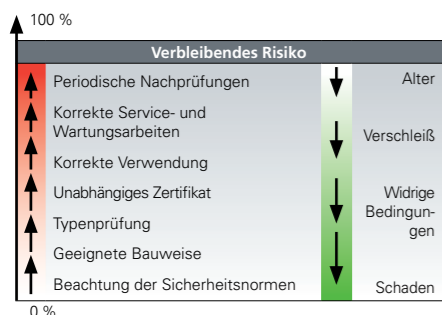 100 %
Verbleibendes Risiko
Periodische Nachprüfungen
Korrekte Service- und
Wartungsarbeiten
Korrekte Verwendung
Unabhängiges Zertifikat
Typenprüfung
Geeignete Bauweise
Beachtung der Sicherheitsnormen
Alter
Verschleiß
Widrige
Bedingun-
gen
Schaden
0 %